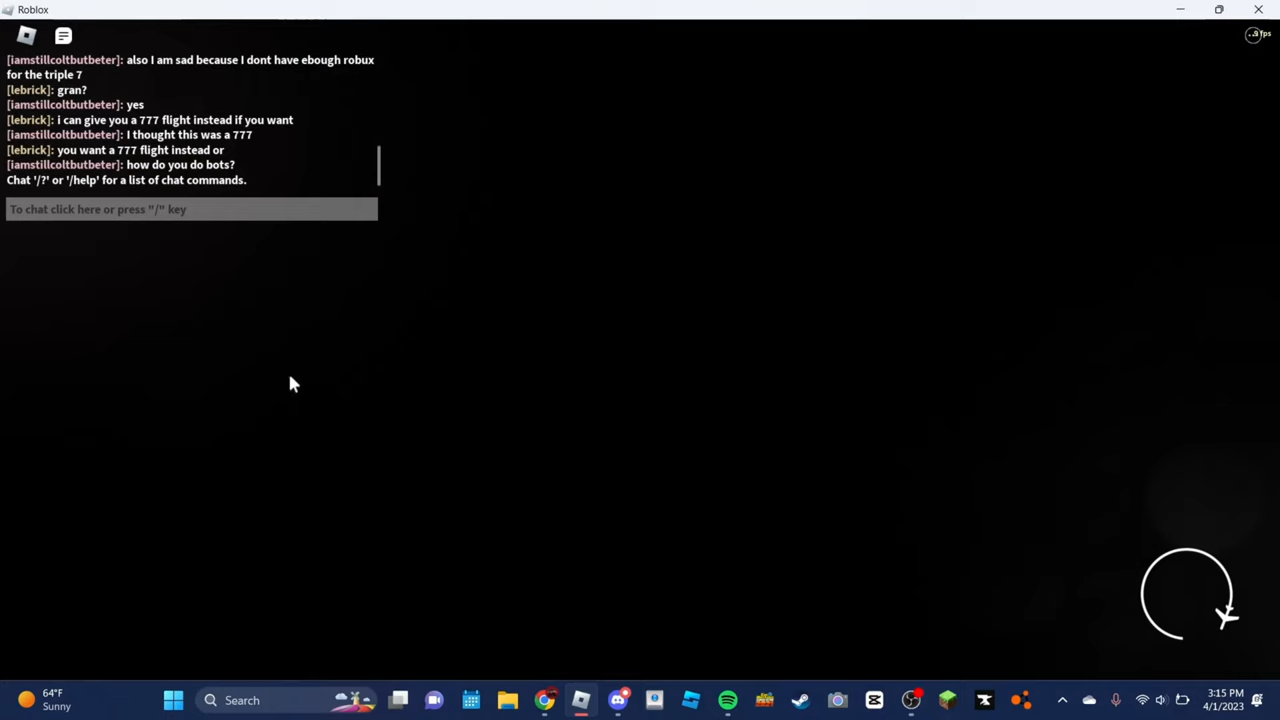 Roblox
fps
[iamstillcoltbutbeter]: also I am sad because I dont have ebough robux
for the triple 7
[lebrick]: gran?
[iamstillcoltbutbeter]: yes
[lebrick]: i can give you a 777 flight instead if you want
[iamstillcoltbutbeter]: I thought this was a 777
[lebrick]: you want a 777 flight instead or
[iamstillcoltbutbeter]: how do you do bots?
Chat '/?' or '/help' for a list of chat commands.
To chat click here or press "/" key
64°F
Sunny
Search
3:15 PM
4/1/2023